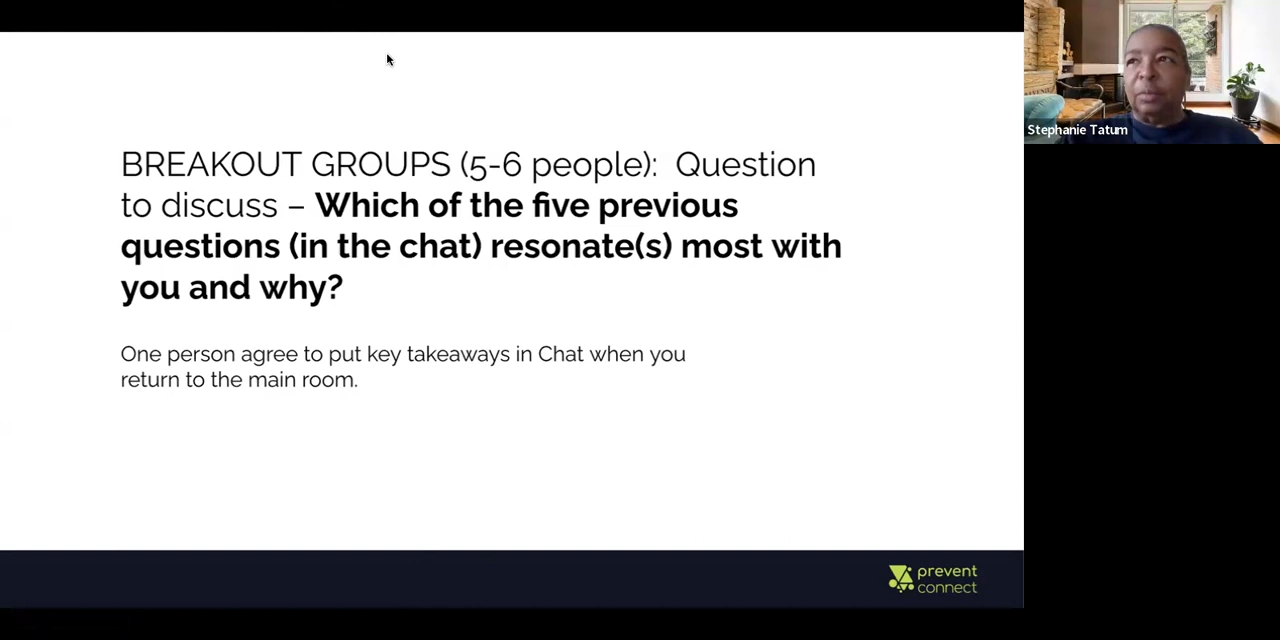 BREAKOUT GROUPS (5-6 people):  Question
to discuss – Which of the five previous
questions (in the chat) resonate(s) most with
you and why?
One person agree to put key takeaways in Chat when you
return to the main room.
Stephanie Tatum
prevent
connect